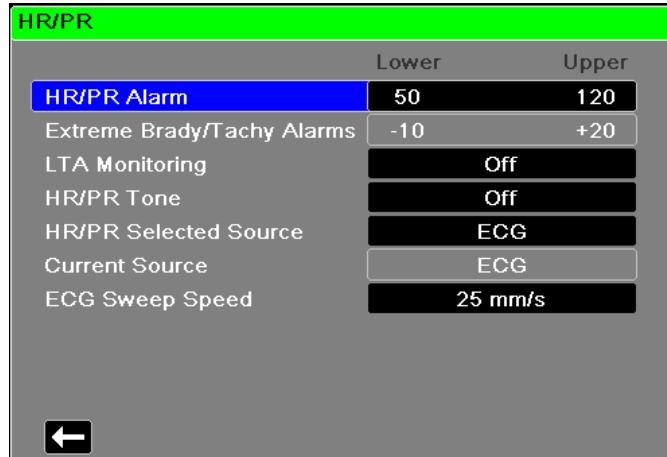 HR/PR
Lower Upper
HR/PR Alarm 50 120
Extreme Brady/Tachy Alarms -10 +20
LTA Monitoring Off
HR/PR Tone Off
HR/PR Selected Source ECG
Current Source ECG
ECG Sweep Speed 25 mm/s